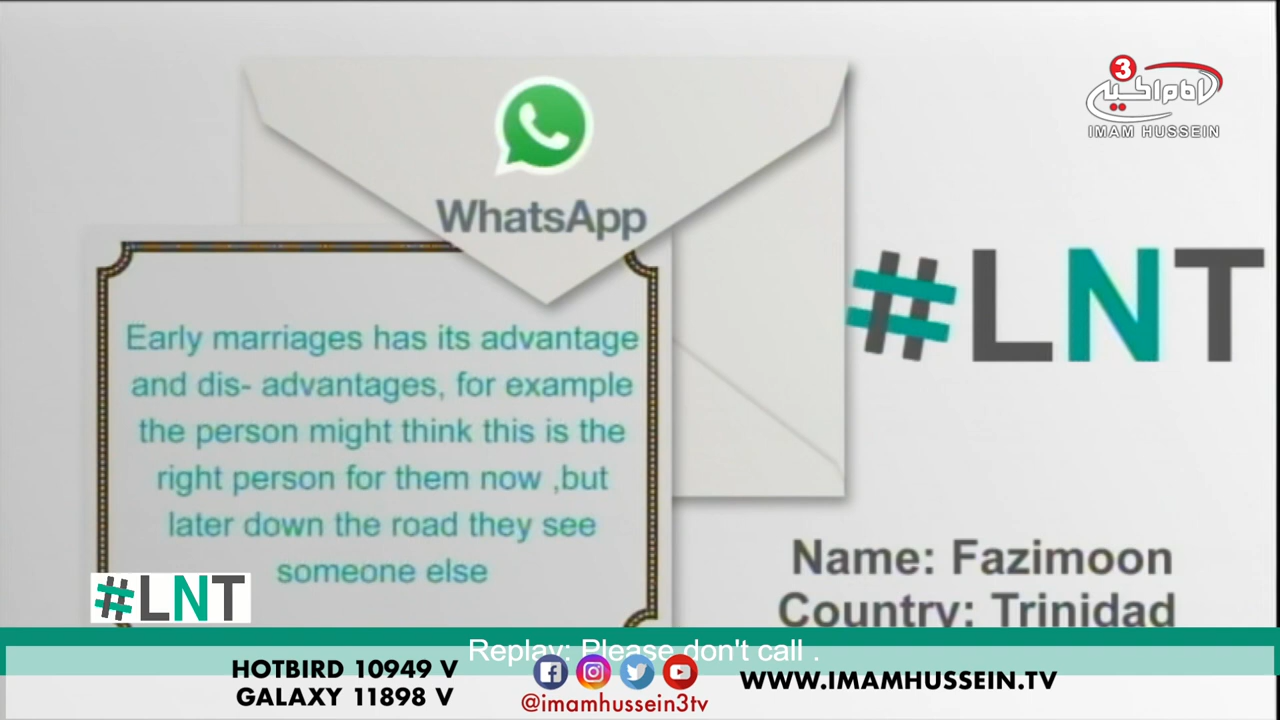 3
الامام الحسين
IMAM HUSSEIN
WhatsApp
#LNT
Early marriages has its advantage
and dis- advantages, for example
the person might think this is the
right person for them now ,but
later down the road they see
someone else
Name: Fazimoon
Country: Trinidad
#LNT
Replay: Please don't call .
HOTBIRD 10949 V
GALAXY 11898 V
@imamhussein3tv
WWW.IMAMHUSSEIN.TV